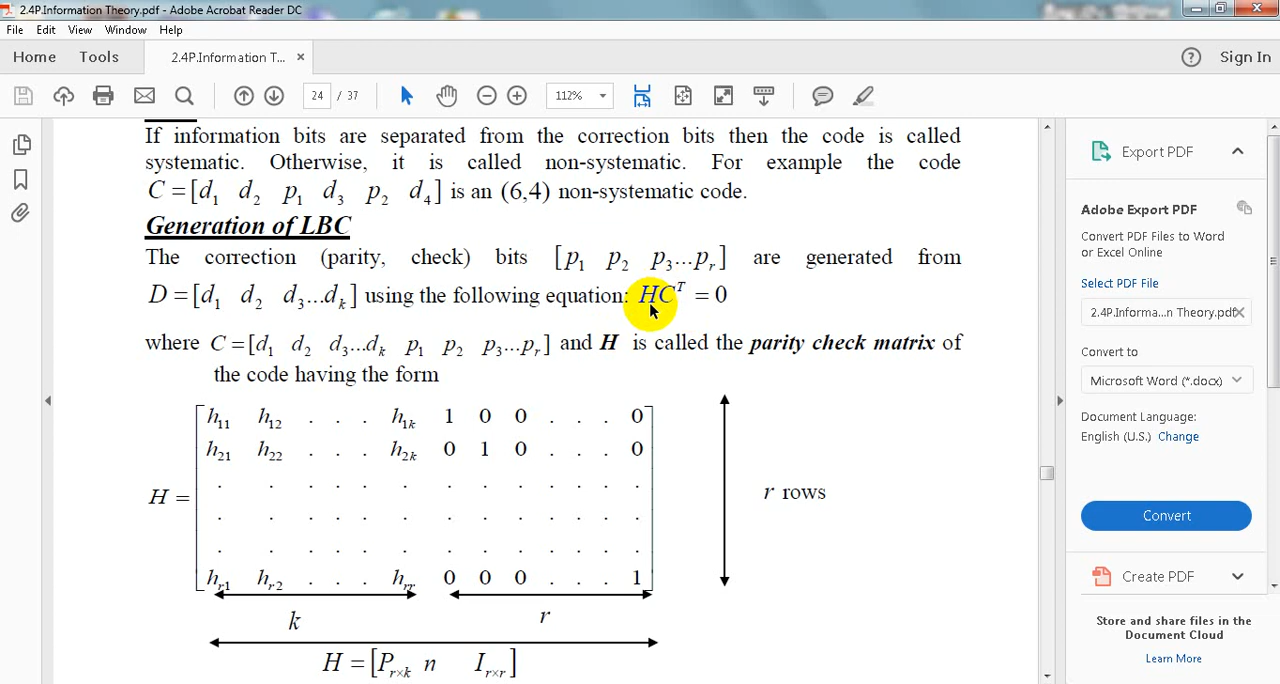 2.4P.Information Theory.pdf - Adobe Acrobat Reader DC
File Edit View Window Help
Home Tools 2.4P.Information T... × ? Sign In
24 / 37 112%
If information bits are separated from the correction bits then the code is called
systematic. Otherwise, it is called non-systematic. For example the code
C = [d₁ d₂ p₁ d₃ p₂ d₄] is an (6,4) non-systematic code.
Generation of LBC
The correction (parity, check) bits [p₁ p₂ p₃...pᵣ] are generated from
D = [d₁ d₂ d₃...dₖ] using the following equation: HCᵀ = 0
where C = [d₁ d₂ d₃...dₖ p₁ p₂ p₃...pᵣ] and H is called the parity check matrix of
the code having the form
h₁₁ h₁₂ . . . h₁ₖ 1 0 0 . . . 0
h₂₁ h₂₂ . . . h₂ₖ 0 1 0 . . . 0
. . . . . . . . . . . . .
H =
. . . . . . . . . . . . .
. . . . . . . . . . . . .
hᵣ₁ hᵣ₂ . . . hᵣᵣ 0 0 0 . . . 1
r rows
k r
H = [Pᵣₓₖ n Iᵣₓᵣ]
Export PDF
Adobe Export PDF
Convert PDF Files to Word
or Excel Online
Select PDF File
2.4P.Informa...n Theory.pdf ×
Convert to
Microsoft Word (*.docx)
Document Language:
English (U.S.) Change
Convert
Create PDF
Store and share files in the
Document Cloud
Learn More